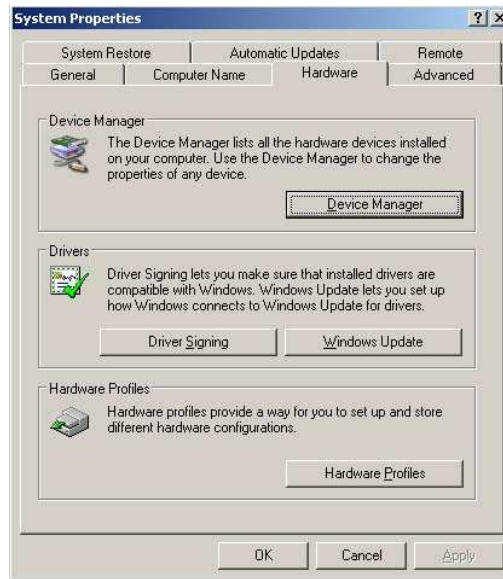 System Properties
System Restore Automatic Updates Remote
General Computer Name Hardware Advanced
Device Manager
The Device Manager lists all the hardware devices installed
on your computer. Use the Device Manager to change the
properties of any device.
Device Manager
Drivers
Driver Signing lets you make sure that installed drivers are
compatible with Windows. Windows Update lets you set up
how Windows connects to Windows Update for drivers.
Driver Signing Windows Update
Hardware Profiles
Hardware profiles provide a way for you to set up and store
different hardware configurations.
Hardware Profiles
OK Cancel Apply